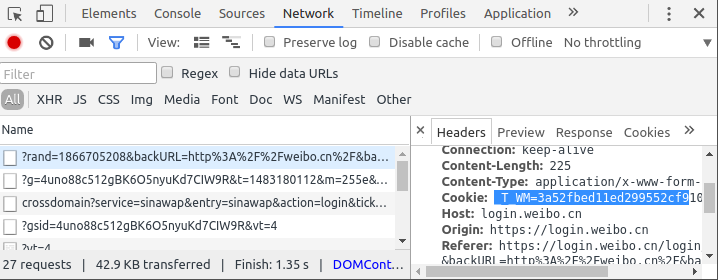 Elements Console Sources Network Timeline Profiles Application »
View: Preserve log Disable cache Offline No throttling
Filter Regex Hide data URLs
All XHR JS CSS Img Media Font Doc WS Manifest Other
Name
?rand=1866705208&backURL=http%3A%2F%2Fweibo.cn%2F&ba…
?g=4uno88c512gBK6O5nyuKd7CIW9R&t=1483180112&m=255e&…
crossdomain?service=sinawap&entry=sinawap&action=login&tick…
?gsid=4uno88c512gBK6O5nyuKd7CIW9R&vt=4
?vt=4
27 requests | 42.9 KB transferred | Finish: 1.35 s | DOMCont…
× Headers Preview Response Cookies »
Connection: keep-alive
Content-Length: 225
Content-Type: application/x-www-form-
Cookie: _T_WM=3a52fbed11ed299552cf910
Host: login.weibo.cn
Origin: https://login.weibo.cn
Referer: https://login.weibo.cn/login
&backURL=http%3A%2F%2Fweibo.cn%2F&ba